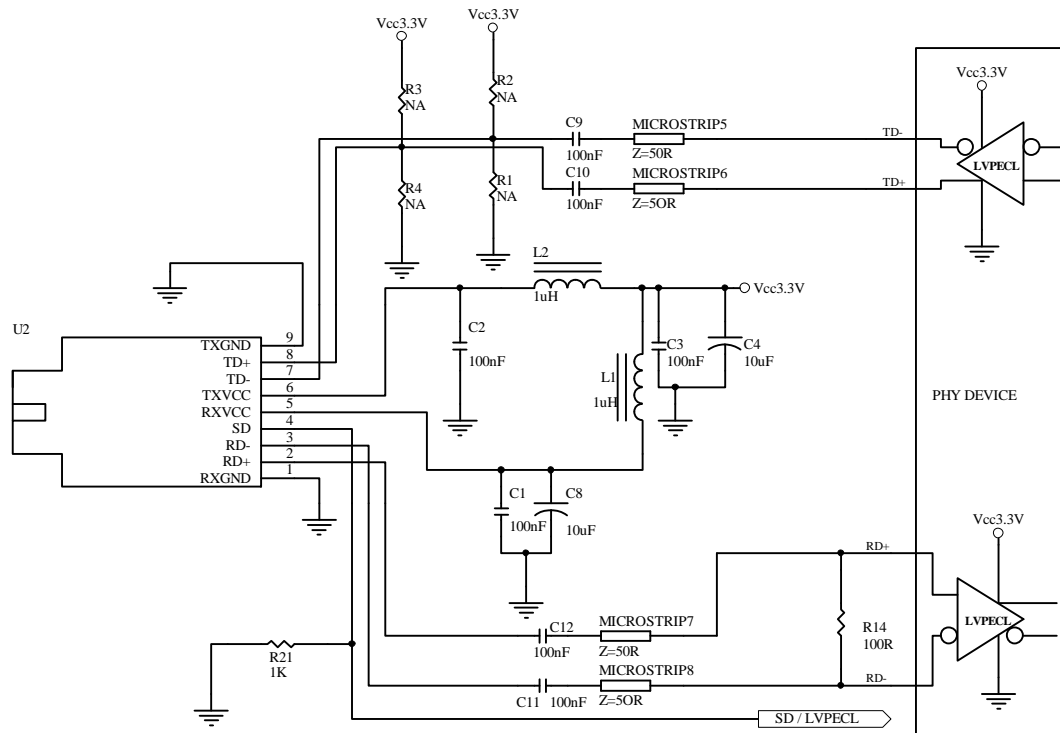 Vcc3.3V
Vcc3.3V
R3
NA
R2
NA
C9
100nF
MICROSTRIP5
Z=50R
TD-
Vcc3.3V
LVPECL
C10
100nF
MICROSTRIP6
Z=5OR
TD+
R4
NA
R1
NA
L2
1uH
Vcc3.3V
U2
C2
100nF
C3
100nF
C4
10uF
L1
1uH
PHY DEVICE
TXGND 9
TD+ 8
TD- 7
TXVCC 6
RXVCC 5
SD 4
RD- 3
RD+ 2
RXGND 1
C1
100nF
C8
10uF
Vcc3.3V
RD+
LVPECL
C12
100nF
MICROSTRIP7
Z=50R
R14
100R
R21
1K
C11
100nF
MICROSTRIP8
Z=5OR
RD-
SD / LVPECL